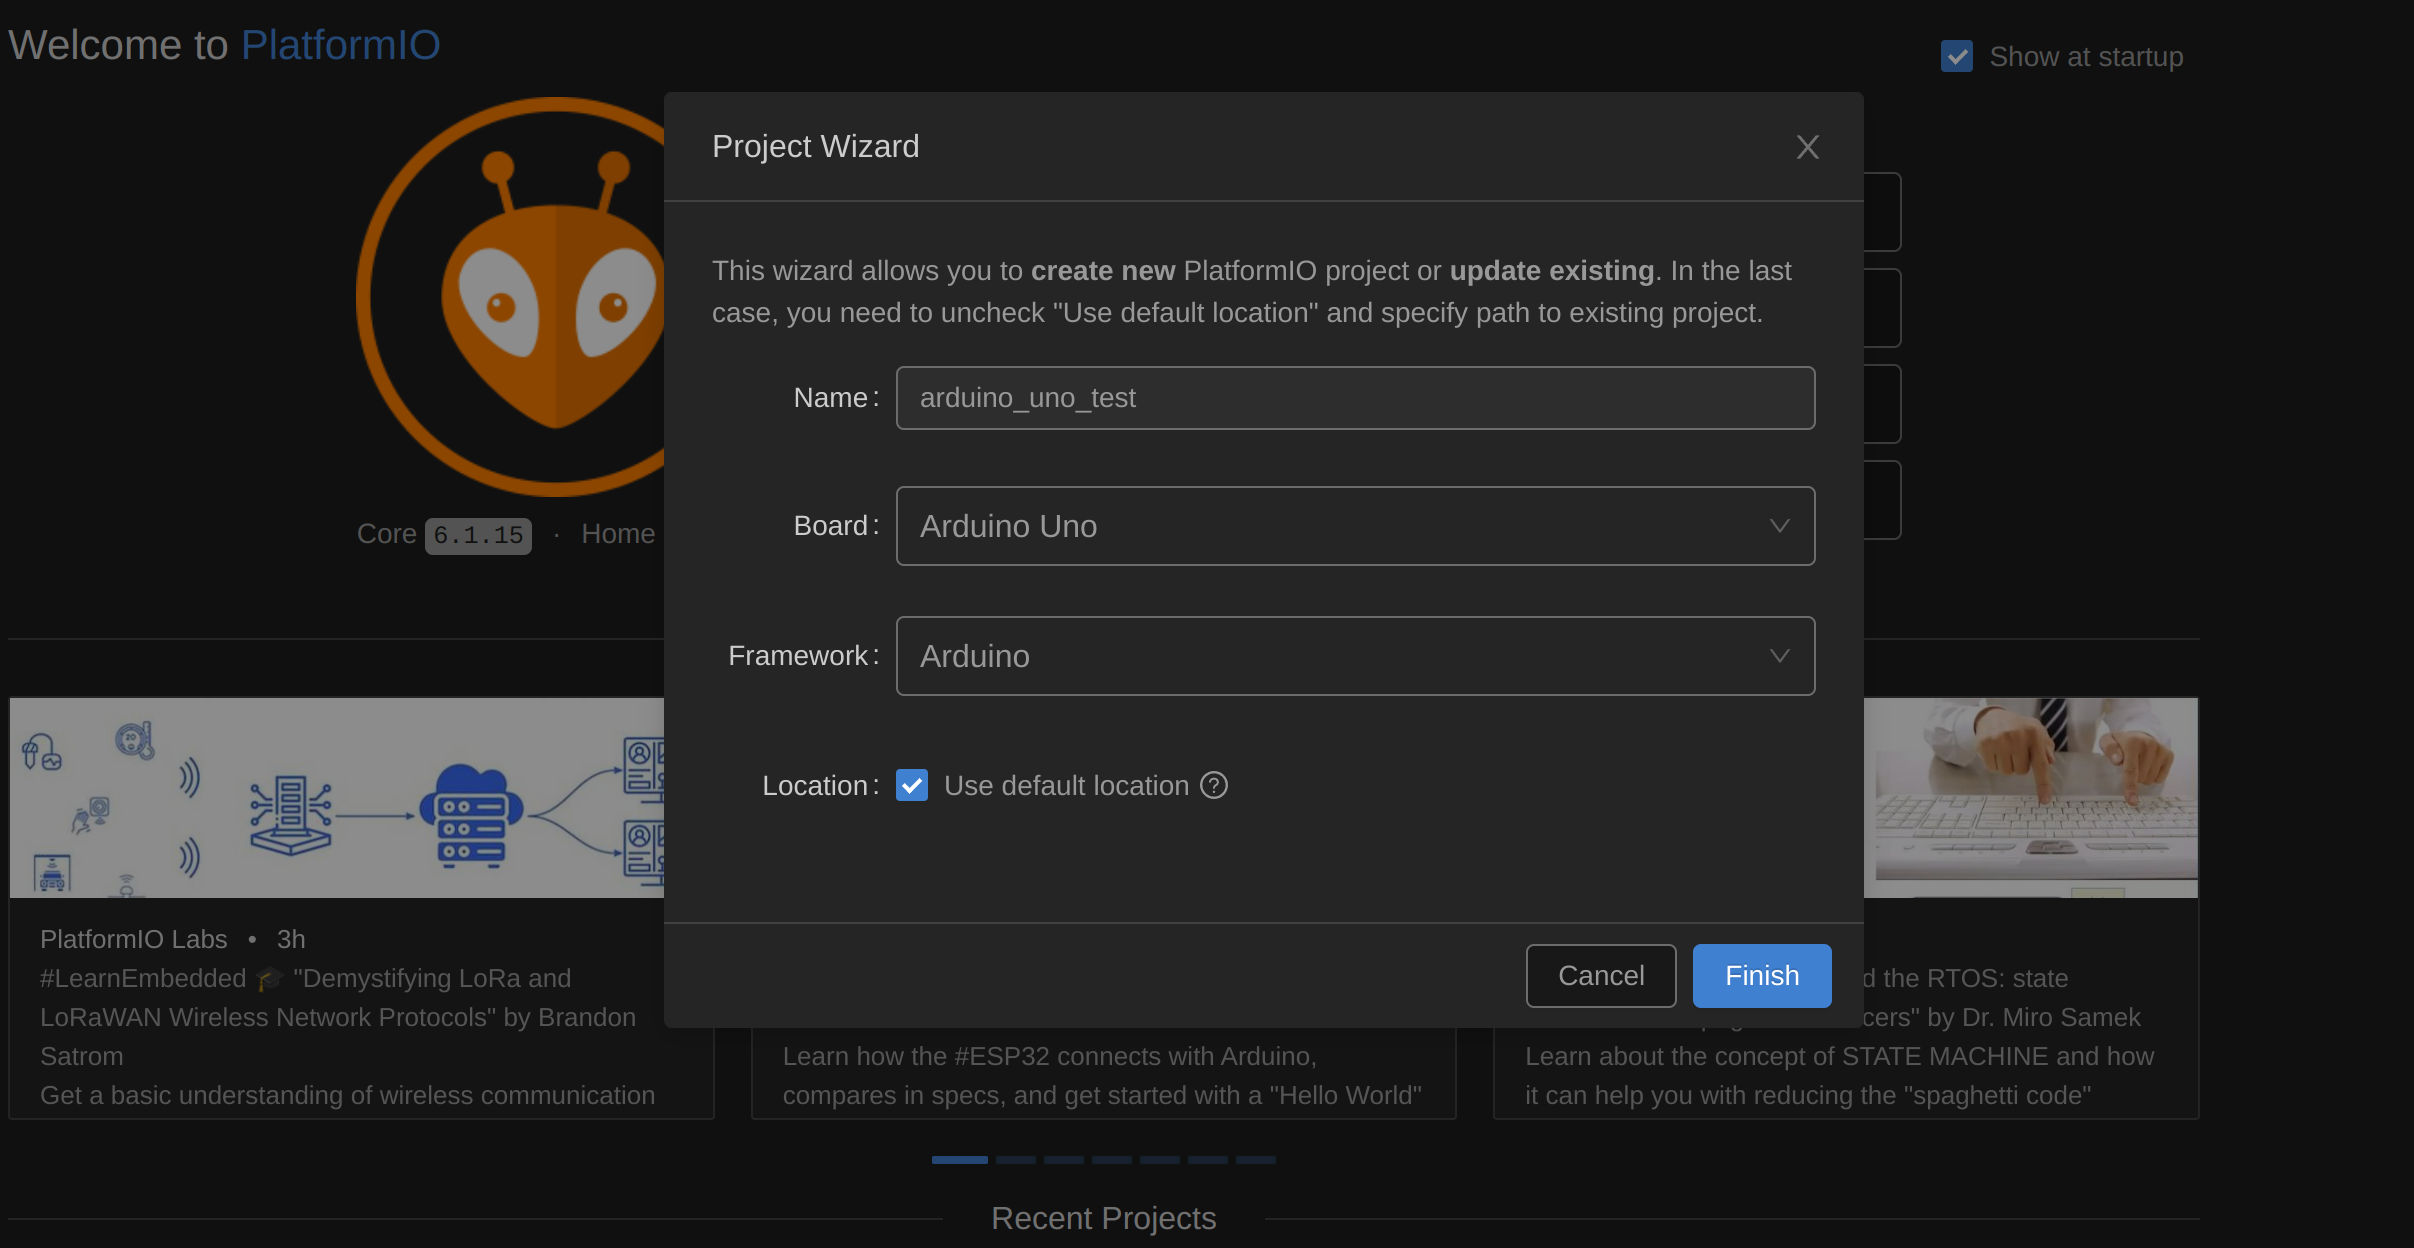 Welcome to PlatformIO
Show at startup
Project Wizard
This wizard allows you to create new PlatformIO project or update existing. In the last
case, you need to uncheck "Use default location" and specify path to existing project.
Name: arduino_uno_test
Board: Arduino Uno
Framework: Arduino
Location: Use default location
Cancel
Finish
Core 6.1.15 · Home
PlatformIO Labs • 3h
#LearnEmbedded 🎓 "Demystifying LoRa and
LoRaWAN Wireless Network Protocols" by Brandon
Satrom
Get a basic understanding of wireless communication
Learn how the #ESP32 connects with Arduino,
compares in specs, and get started with a "Hello World"
the RTOS: state
by Dr. Miro Samek
Learn about the concept of STATE MACHINE and how
it can help you with reducing the "spaghetti code"
Recent Projects